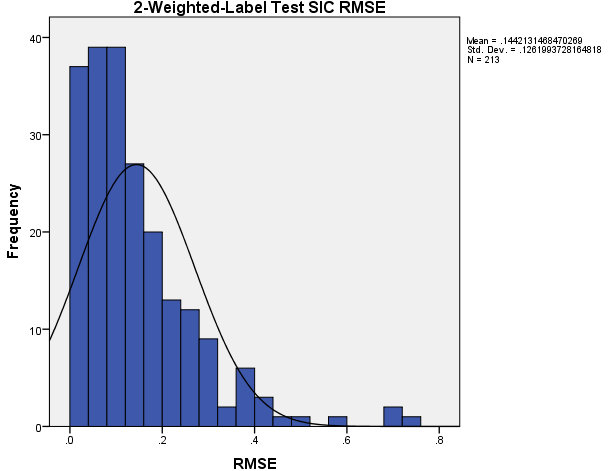 2-Weighted-Label Test SIC RMSE
Mean = .1442131468470269
Std. Dev. = .1261993728164818
N = 213
Frequency
40
30
20
10
0
.0 .2 .4 .6 .8
RMSE